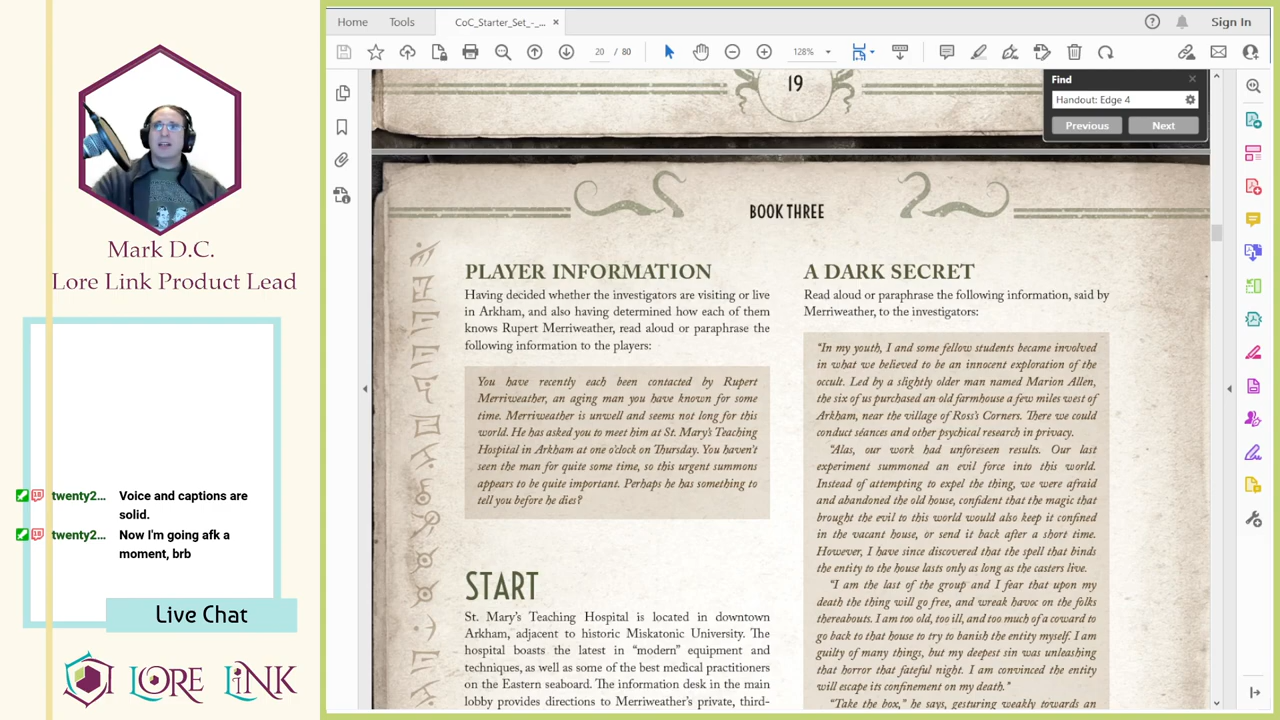 Home
Tools
CoC_Starter_Set_-_...
×
Sign In
20 / 80
128%
19
Find
×
Handout: Edge 4
Previous
Next
BOOK THREE
PLAYER INFORMATION
Having decided whether the investigators are visiting or live
in Arkham, and also having determined how each of them
knows Rupert Merriweather, read aloud or paraphrase the
following information to the players:
You have recently each been contacted by Rupert
Merriweather, an aging man you have known for some
time. Merriweather is unwell and seems not long for this
world. He has asked you to meet him at St. Mary's Teaching
Hospital in Arkham at one o'clock on Thursday. You haven't
seen the man for quite some time, so this urgent summons
appears to be quite important. Perhaps he has something to
tell you before he dies?
START
St. Mary's Teaching Hospital is located in downtown
Arkham, adjacent to historic Miskatonic University. The
hospital boasts the latest in “modern” equipment and
techniques, as well as some of the best medical practitioners
on the Eastern seaboard. The information desk in the main
lobby provides directions to Merriweather's private, third-
A DARK SECRET
Read aloud or paraphrase the following information, said by
Merriweather, to the investigators:
“In my youth, I and some fellow students became involved
in what we believed to be an innocent exploration of the
occult. Led by a slightly older man named Marion Allen,
the six of us purchased an old farmhouse a few miles west of
Arkham, near the village of Ross's Corners. There we could
conduct séances and other psychical research in privacy.
“Alas, our work had unforeseen results. Our last
experiment summoned an evil force into this world.
Instead of attempting to expel the thing, we were afraid
and abandoned the old house, confident that the magic that
brought the evil to this world would also keep it confined
in the vacant house, or send it back after a short time.
However, I have since discovered that the spell that binds
the entity to the house lasts only as long as the casters live.
“I am the last of the group and I fear that upon my
death the thing will go free, and wreak havoc on the folks
thereabouts. I am too old, too ill, and too much of a coward to
go back to that house to try to banish the entity myself. I am
guilty of many things, but my deepest sin was unleashing
that horror that fateful night. I am convinced the entity
will escape its confinement on my death.”
“Take the box,” he says, gesturing weakly towards an
Mark D.C.
Lore Link Product Lead
twenty2... Voice and captions are
solid.
twenty2... Now I'm going afk a
moment, brb
Live Chat
LORE LINK